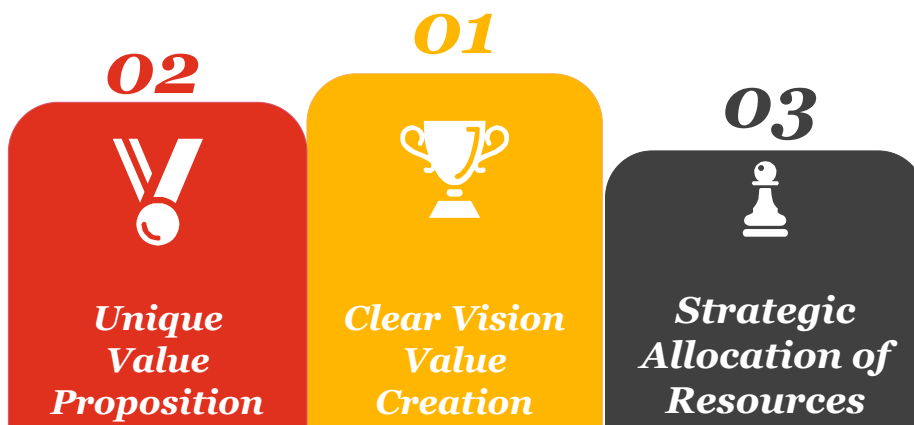 02
Unique
Value
Proposition
01
Clear Vision
Value
Creation
03
Strategic
Allocation of
Resources